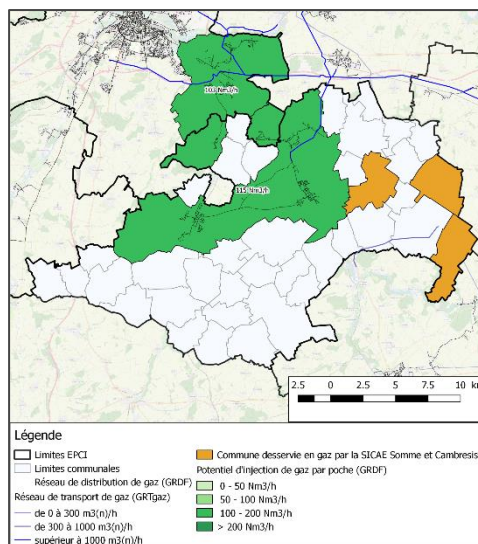 103 Nm3/h
115 Nm3/h
2.5 0 2.5 5 7.5 10 km
Légende
Limites EPCI
Limites communales
Réseau de distribution de gaz (GRDF)
Réseau de transport de gaz (GRTgaz)
de 0 à 300 m3(n)/h
de 300 à 1000 m3(n)/h
supérieur à 1000 m3(n)/h
Commune desservie en gaz par la SICAE Somme et Cambresis
Potentiel d'injection de gaz par poche (GRDF)
0 - 50 Nm3/h
50 - 100 Nm3/h
100 - 200 Nm3/h
> 200 Nm3/h